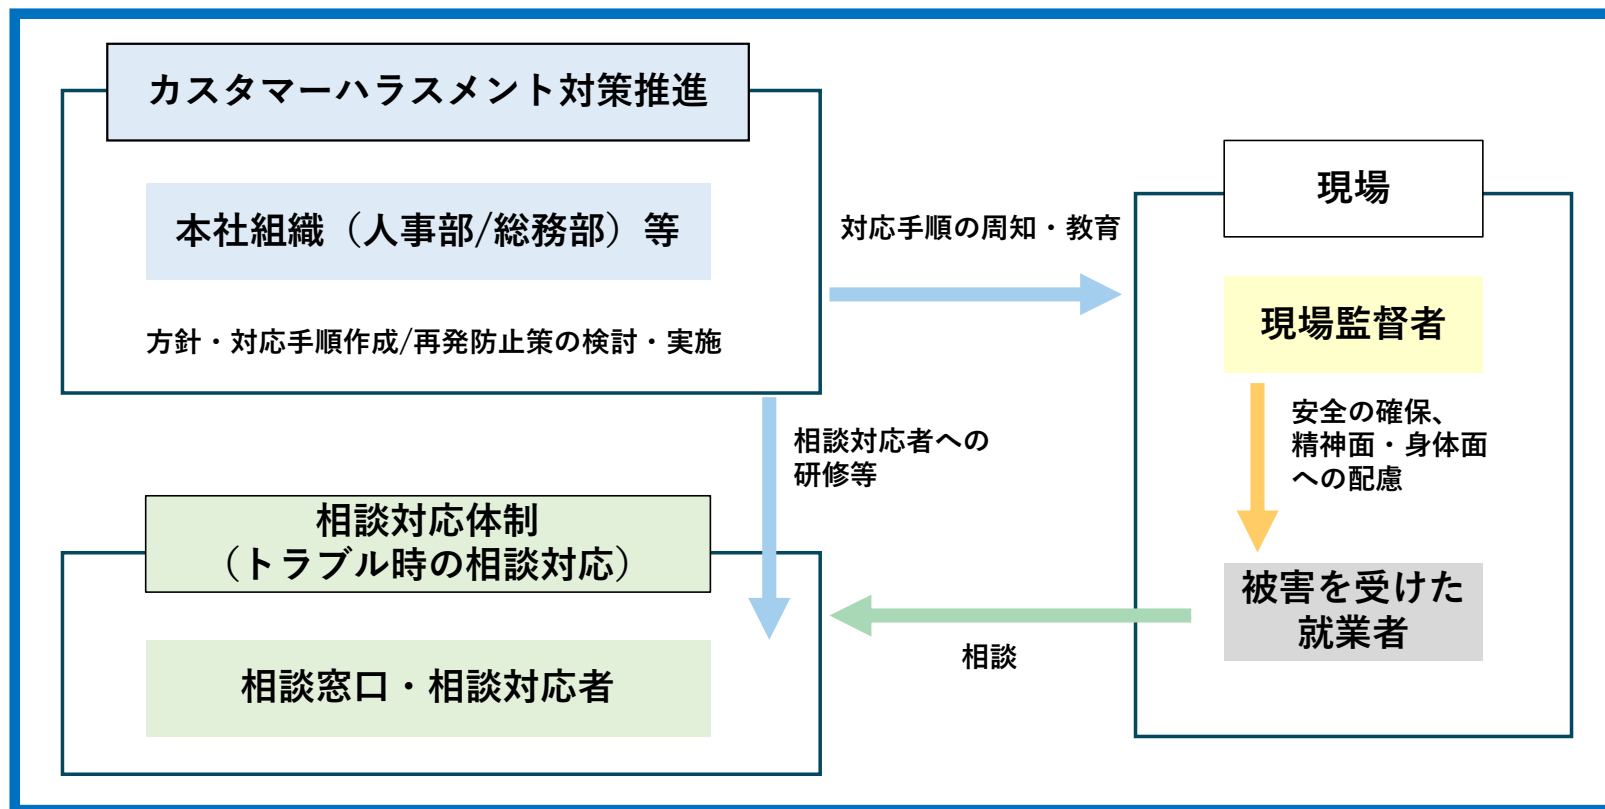 カスタマーハラスメント対策推進
本社組織（人事部/総務部）等
方針・対応手順作成/再発防止策の検討・実施
対応手順の周知・教育
現場
現場監督者
安全の確保、
精神面・身体面
への配慮
被害を受けた
就業者
相談対応者への
研修等
相談対応体制
（トラブル時の相談対応）
相談窓口・相談対応者
相談